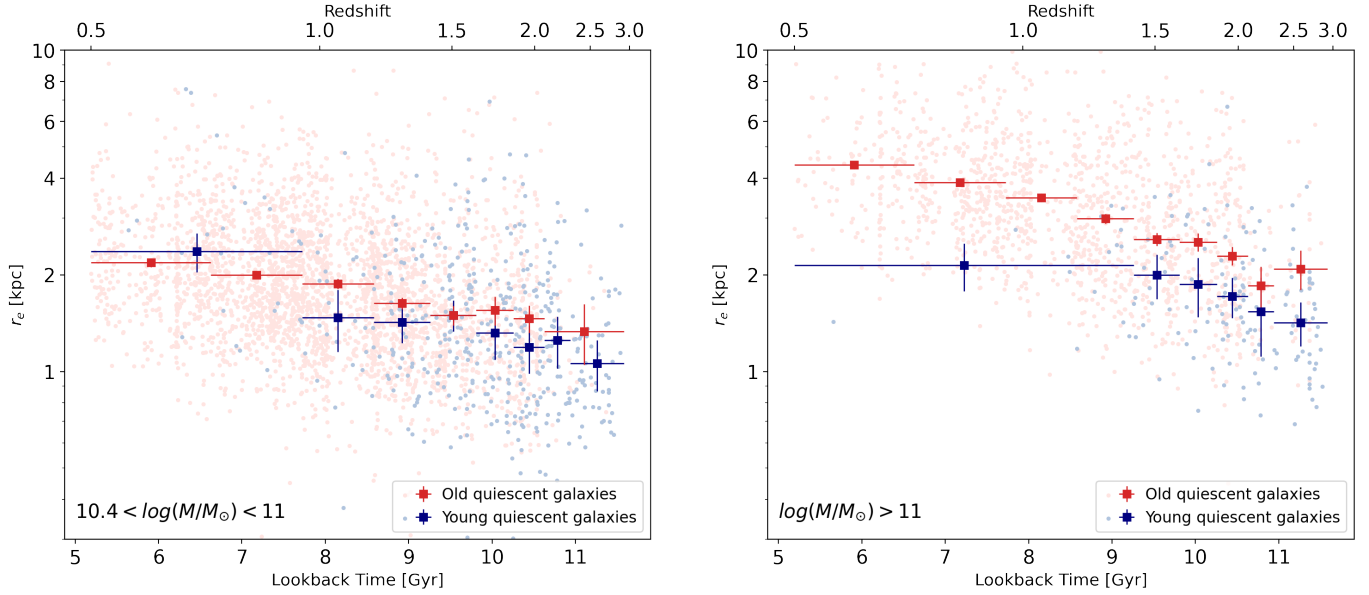 Redshift
0.5 1.0 1.5 2.0 2.5 3.0
10
8
6
4
2
1
r_e [kpc]
10.4 < log(M/M⊙) < 11
Old quiescent galaxies
Young quiescent galaxies
5 6 7 8 9 10 11
Lookback Time [Gyr]
Redshift
0.5 1.0 1.5 2.0 2.5 3.0
10
8
6
4
2
1
r_e [kpc]
log(M/M⊙) > 11
Old quiescent galaxies
Young quiescent galaxies
5 6 7 8 9 10 11
Lookback Time [Gyr]